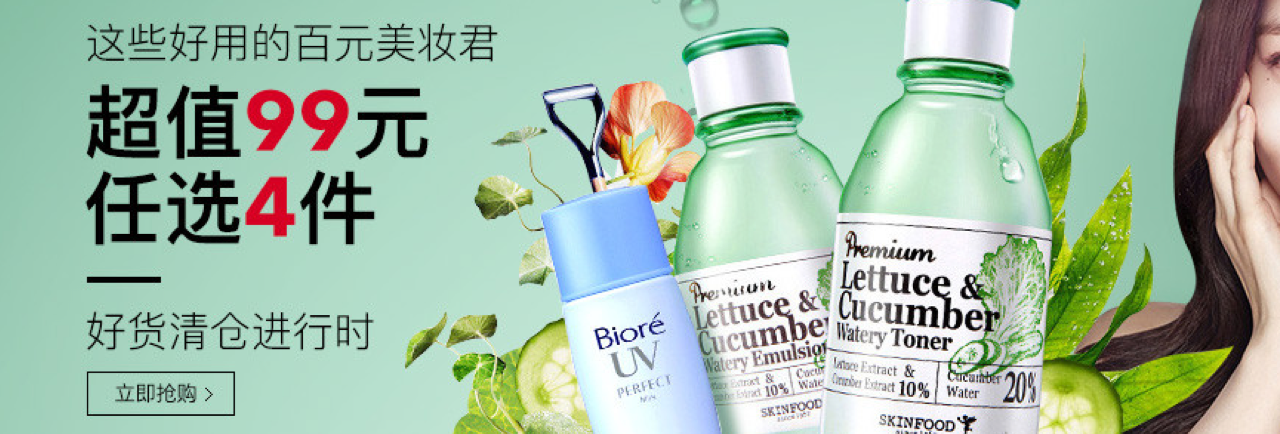 这些好用的百元美妆君
超值99元
任选4件
好货清仓进行时
立即抢购 >
Bioré
UV
PERFECT
Milk
Premium
Lettuce &
Cucumber
Watery Emulsion
Lettuce Extract &
Cucumber Extract 10%
SKINFOOD
Premium
Lettuce &
Cucumber
Watery Toner
Lettuce Extract &
Cucumber Extract 10%
Cucumber
Water 20%
SKINFOOD
since 1957